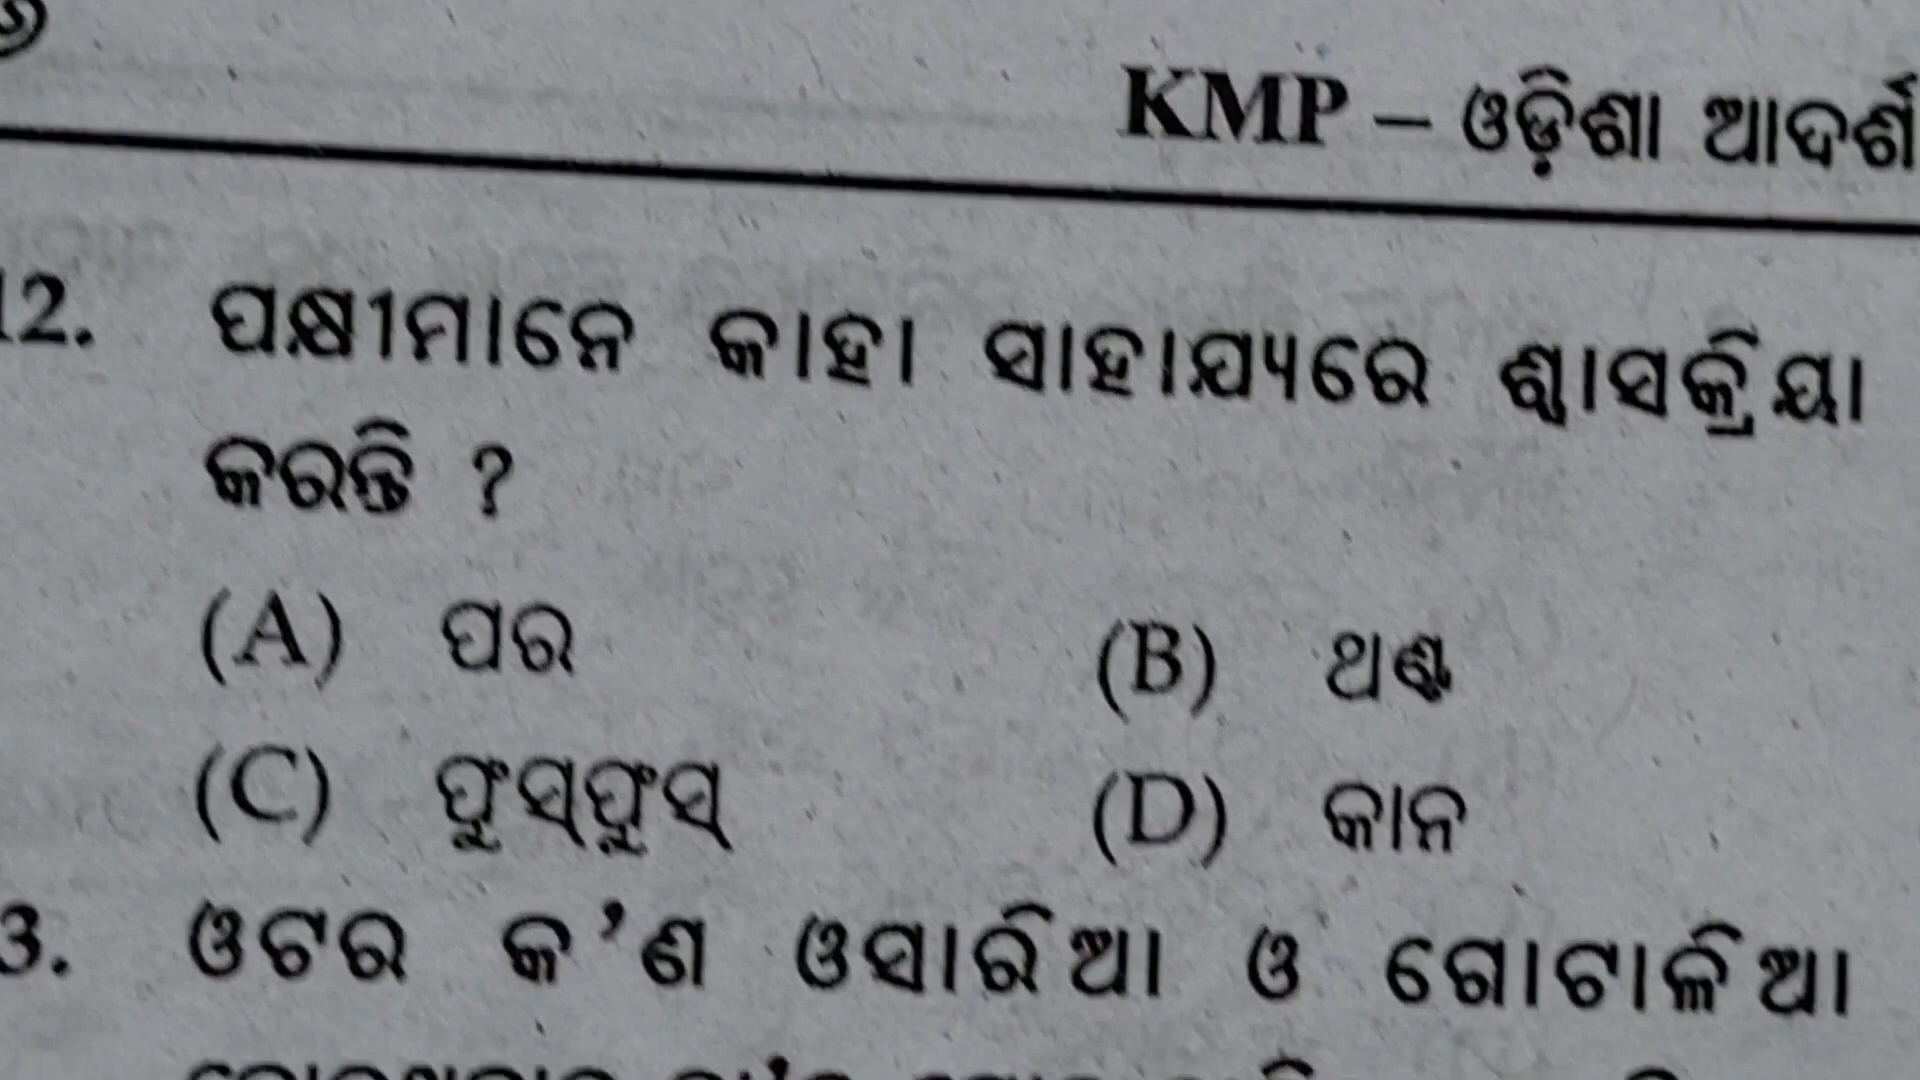 KMP – ଓଡ଼ିଶା ଆଦର୍ଶ
12. ପକ୍ଷୀମାନେ କାହା ସାହାଯ୍ୟରେ ଶ୍ୱାସକ୍ରିୟା
କରନ୍ତି ?
(A) ପର (B) ଥଣ୍ଟ
(C) ଫୁସ୍‌ଫୁସ୍ (D) କାନ
3. ଓଟର କ'ଣ ଓସାରିଆ ଓ ଗୋଟାଳିଆ